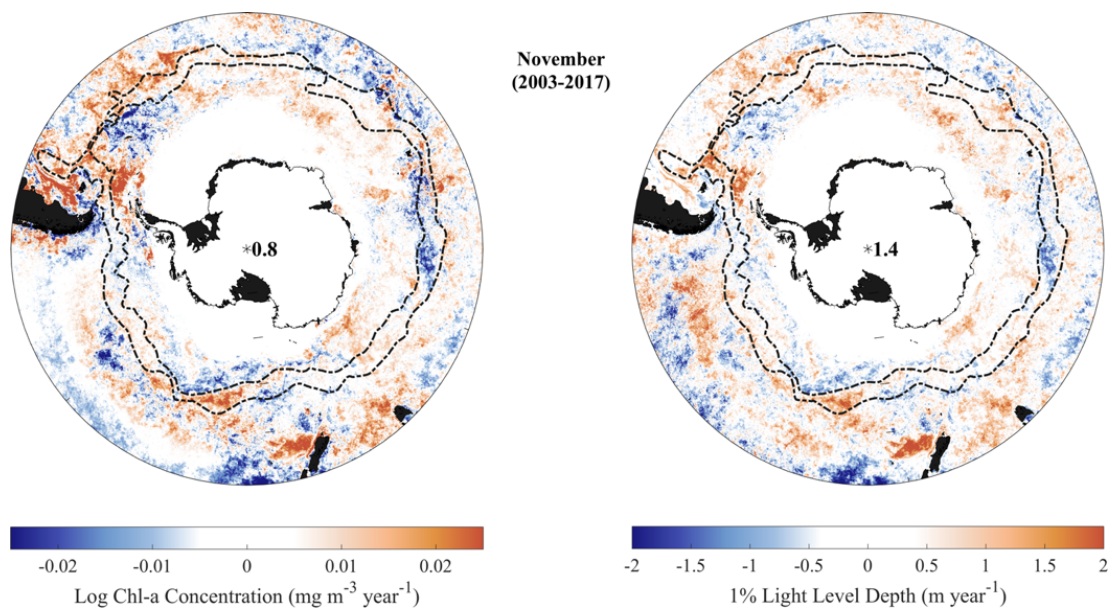 November
(2003-2017)
*0.8
*1.4
-0.02 -0.01 0 0.01 0.02
Log Chl-a Concentration (mg m⁻³ year⁻¹)
-2 -1.5 -1 -0.5 0 0.5 1 1.5 2
1% Light Level Depth (m year⁻¹)